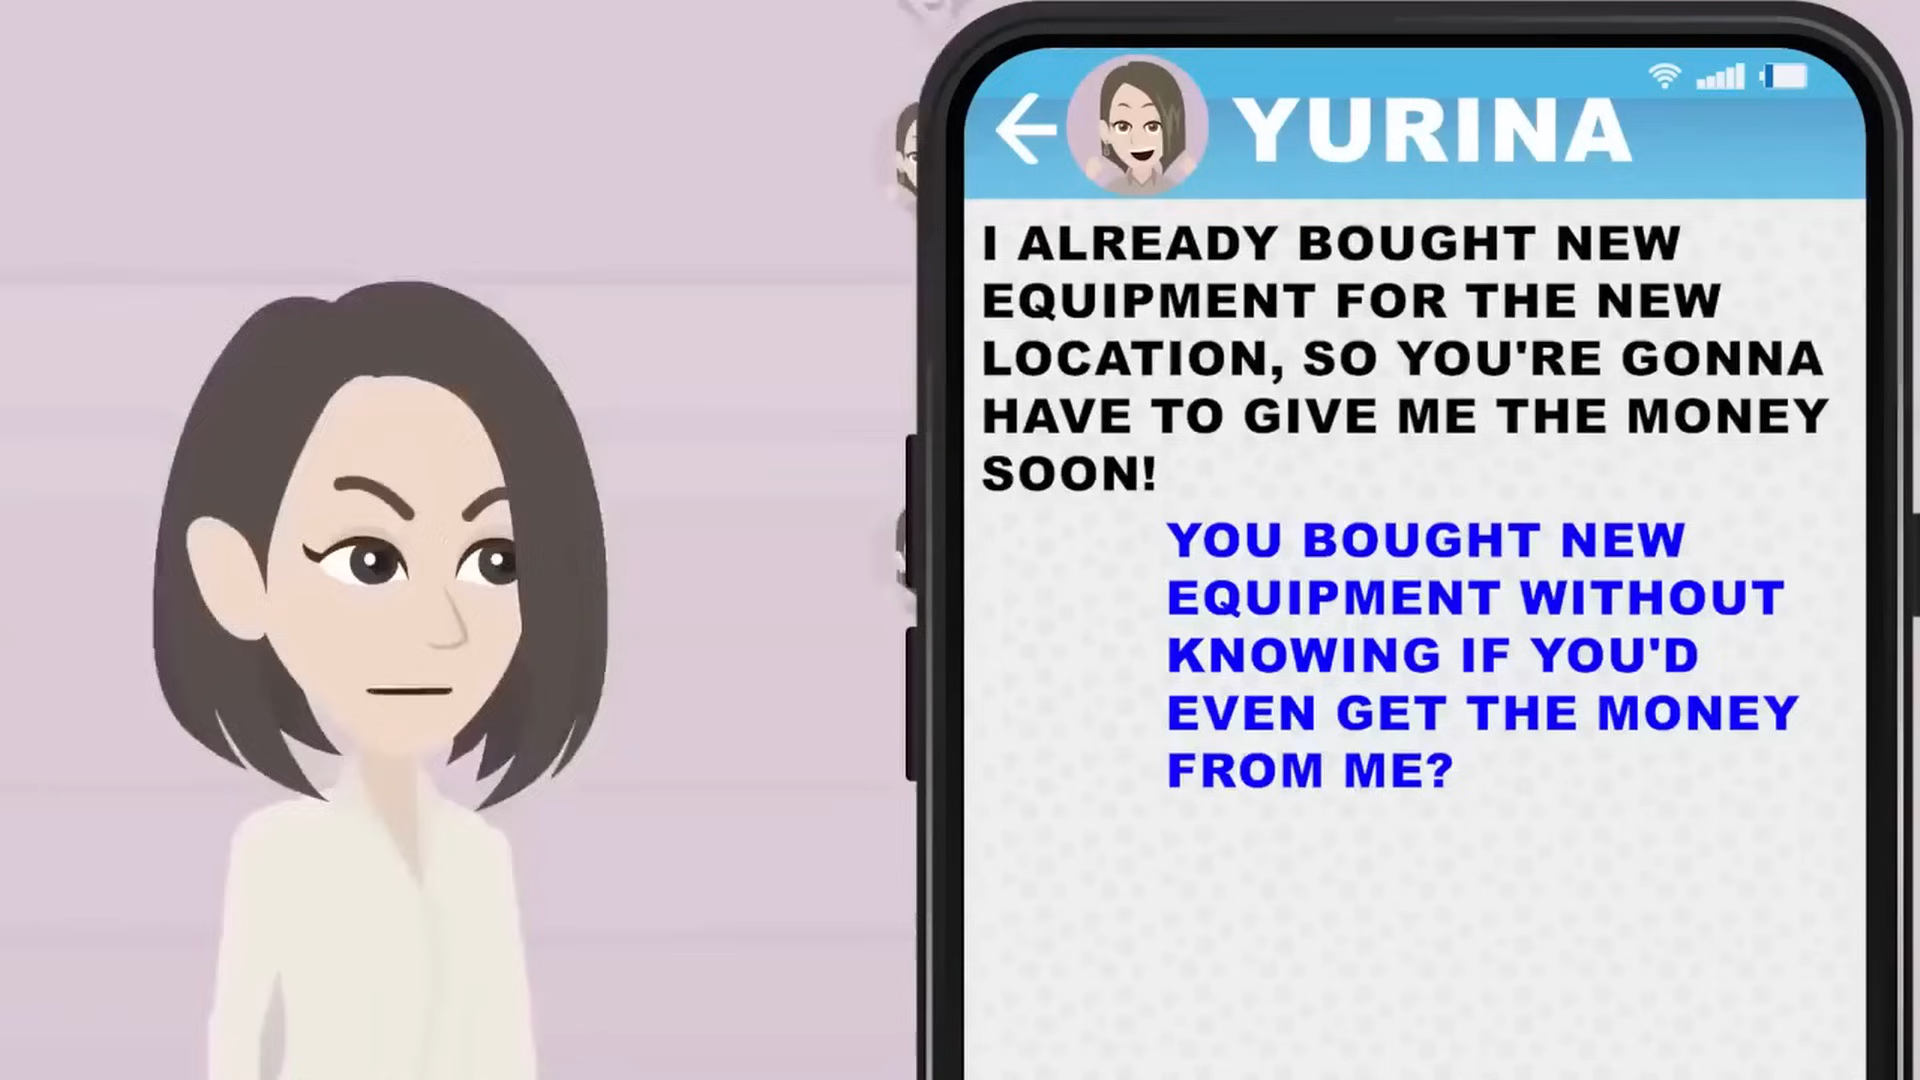 YURINA
I ALREADY BOUGHT NEW
EQUIPMENT FOR THE NEW
LOCATION, SO YOU'RE GONNA
HAVE TO GIVE ME THE MONEY
SOON!
YOU BOUGHT NEW
EQUIPMENT WITHOUT
KNOWING IF YOU'D
EVEN GET THE MONEY
FROM ME?